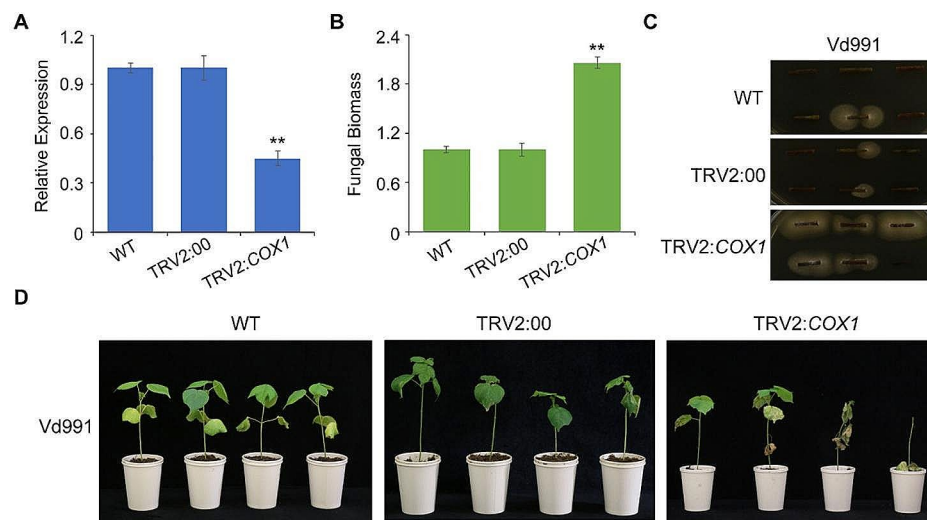 A
1.2
0.9
0.6
0.3
0
Relative Expression
**
WT
TRV2:00
TRV2:COX1
B
2.4
1.8
1.2
0.6
0
Fungal Biomass
**
WT
TRV2:00
TRV2:COX1
C
Vd991
WT
TRV2:00
TRV2:COX1
D
WT
TRV2:00
TRV2:COX1
Vd991